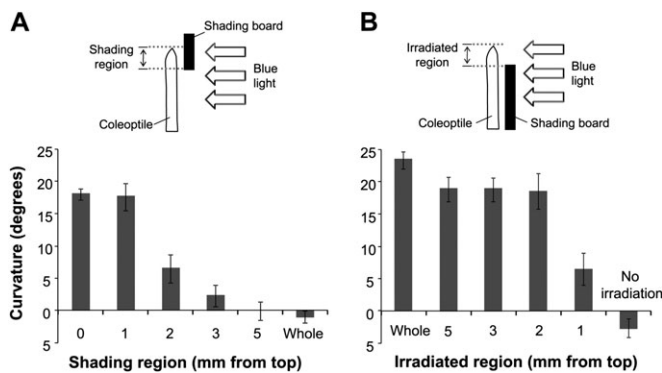 A
Shading board
Shading
region
Blue
light
Coleoptile
Curvature (degrees)
25
20
15
10
5
0
5
0 1 2 3 5 Whole
Shading region (mm from top)
B
Irradiated
region
Blue
light
Coleoptile
Shading board
25
20
15
10
5
0
5
No
irradiation
Whole 5 3 2 1
Irradiated region (mm from top)